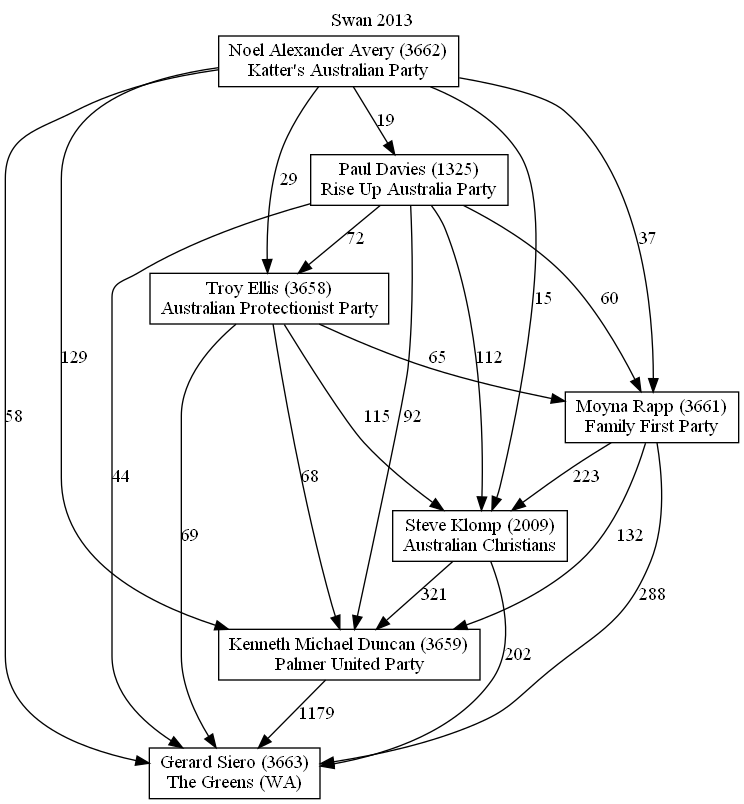 Swan 2013
Noel Alexander Avery (3662)
Katter's Australian Party
19
Paul Davies (1325)
Rise Up Australia Party
29
72
37
Troy Ellis (3658)
Australian Protectionist Party
15
60
129
65
112
58
115
92
Moyna Rapp (3661)
Family First Party
44
68
223
Steve Klomp (2009)
Australian Christians
69
132
321
288
Kenneth Michael Duncan (3659)
Palmer United Party
202
1179
Gerard Siero (3663)
The Greens (WA)